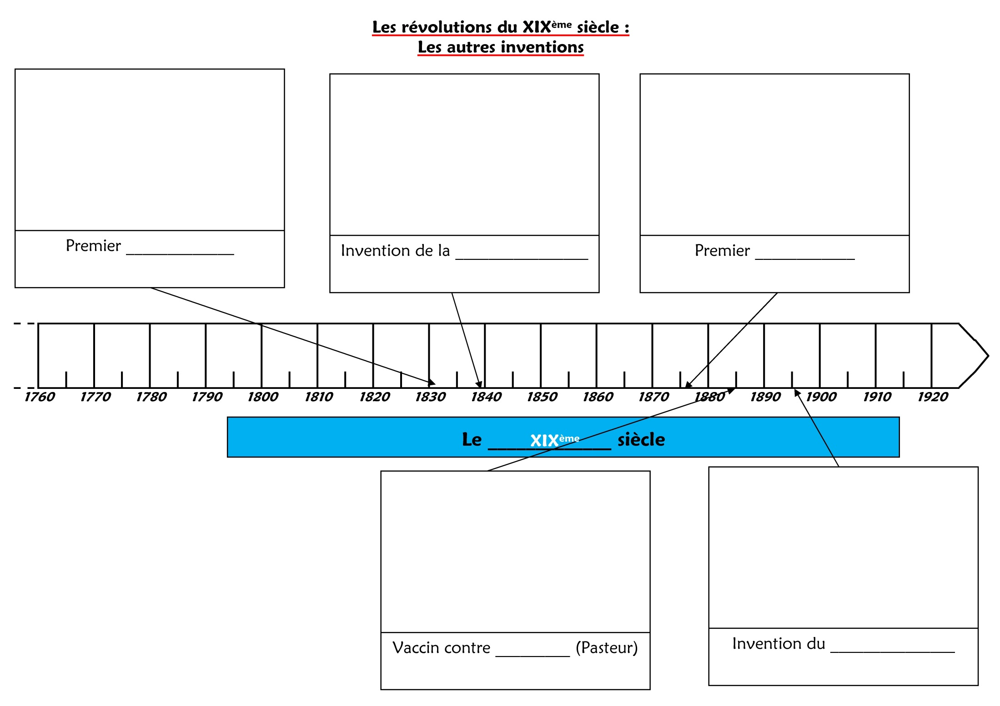 Les révolutions du XIXème siècle :
Les autres inventions
Premier _____________
Invention de la ________________
Premier ____________
1760 1770 1780 1790 1800 1810 1820 1830 1840 1850 1860 1870 1880 1890 1900 1910 1920
Le ____XIXème____ siècle
Vaccin contre _________ (Pasteur)
Invention du _______________